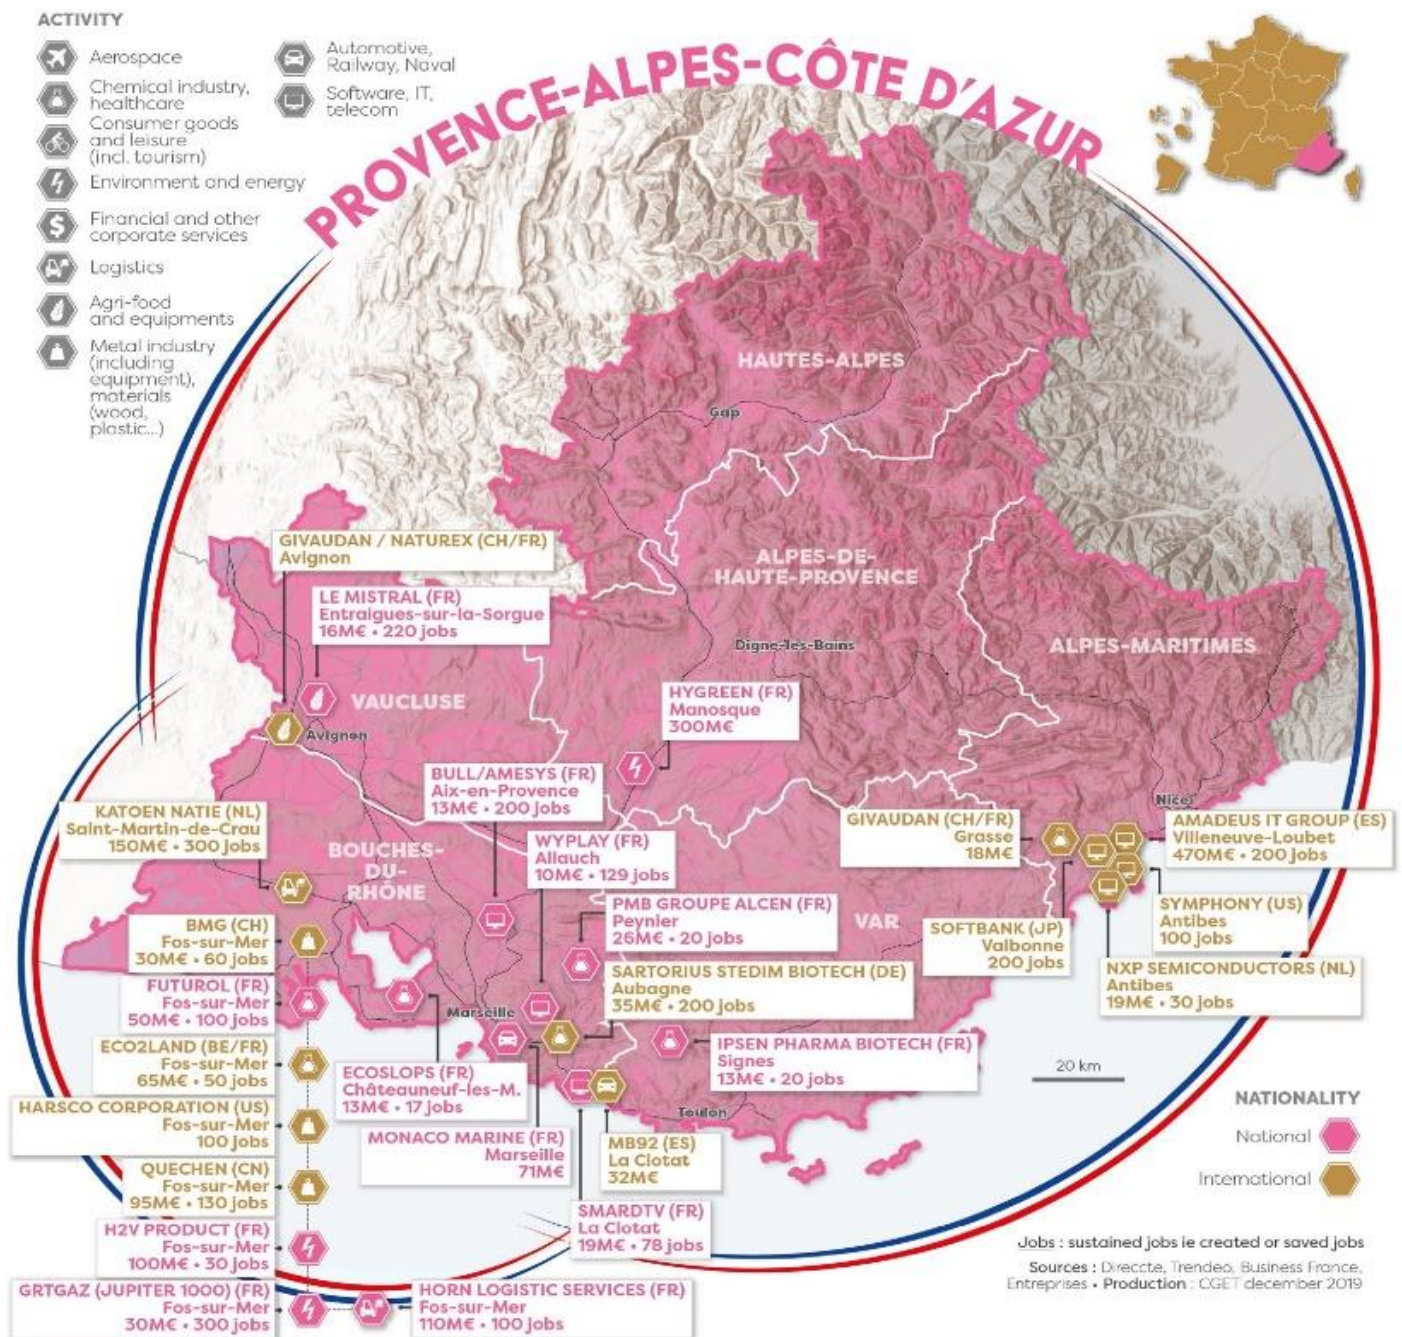 ACTIVITY
Aerospace
Chemical industry,
healthcare
Consumer goods
and leisure
(incl. tourism)
Environment and energy
Financial and other
corporate services
Logistics
Agri-food
and equipments
Metal industry
(including
equipment),
materials
(wood,
plastic...)
Automotive,
Railway, Naval
Software, IT,
telecom
PROVENCE-ALPES-CÔTE D'AZUR
HAUTES-ALPES
Gap
ALPES-DE-
HAUTE-PROVENCE
Digne-les-Bains
ALPES-MARITIMES
Nice
GIVAUDAN / NATUREX (CH/FR)
Avignon
LE MISTRAL (FR)
Entraigues-sur-la-Sorgue
16M€ • 220 jobs
VAUCLUSE
Avignon
HYGREEN (FR)
Manosque
300M€
BULL/AMESYS (FR)
Aix-en-Provence
13M€ • 200 jobs
KATOEN NATIE (NL)
Saint-Martin-de-Crau
150M€ • 300 jobs
BOUCHES-
DU-
RHÔNE
WYPLAY (FR)
Allauch
10M€ • 129 jobs
GIVAUDAN (CH/FR)
Grasse
18M€
AMADEUS IT GROUP (ES)
Villeneuve-Loubet
470M€ • 200 jobs
PMB GROUPE ALCEN (FR)
Peynier
26M€ • 20 jobs
VAR
SYMPHONY (US)
Antibes
100 jobs
SOFTBANK (JP)
Valbonne
200 jobs
NXP SEMICONDUCTORS (NL)
Antibes
19M€ • 30 jobs
BMG (CH)
Fos-sur-Mer
30M€ • 60 jobs
SARTORIUS STEDIM BIOTECH (DE)
Aubagne
35M€ • 200 jobs
FUTUROL (FR)
Fos-sur-Mer
50M€ • 100 jobs
Marseille
ECO2LAND (BE/FR)
Fos-sur-Mer
65M€ • 50 jobs
IPSEN PHARMA BIOTECH (FR)
Signes
13M€ • 20 jobs
ECOSLOPS (FR)
Châteauneuf-les-M.
13M€ • 17 jobs
20 km
HARSCO CORPORATION (US)
Fos-sur-Mer
100 jobs
Toulon
MONACO MARINE (FR)
Marseille
71M€
MB92 (ES)
La Ciotat
32M€
QUECHEN (CN)
Fos-sur-Mer
95M€ • 130 jobs
SMARDTV (FR)
La Ciotat
19M€ • 78 jobs
H2V PRODUCT (FR)
Fos-sur-Mer
100M€ • 30 jobs
GRTGAZ (JUPITER 1000) (FR)
Fos-sur-Mer
30M€ • 300 jobs
HORN LOGISTIC SERVICES (FR)
Fos-sur-Mer
110M€ • 100 jobs
NATIONALITY
National
International
Jobs : sustained jobs ie created or saved jobs
Sources : Direccte, Trendeo, Business France,
Entreprises • Production : CGET december 2019